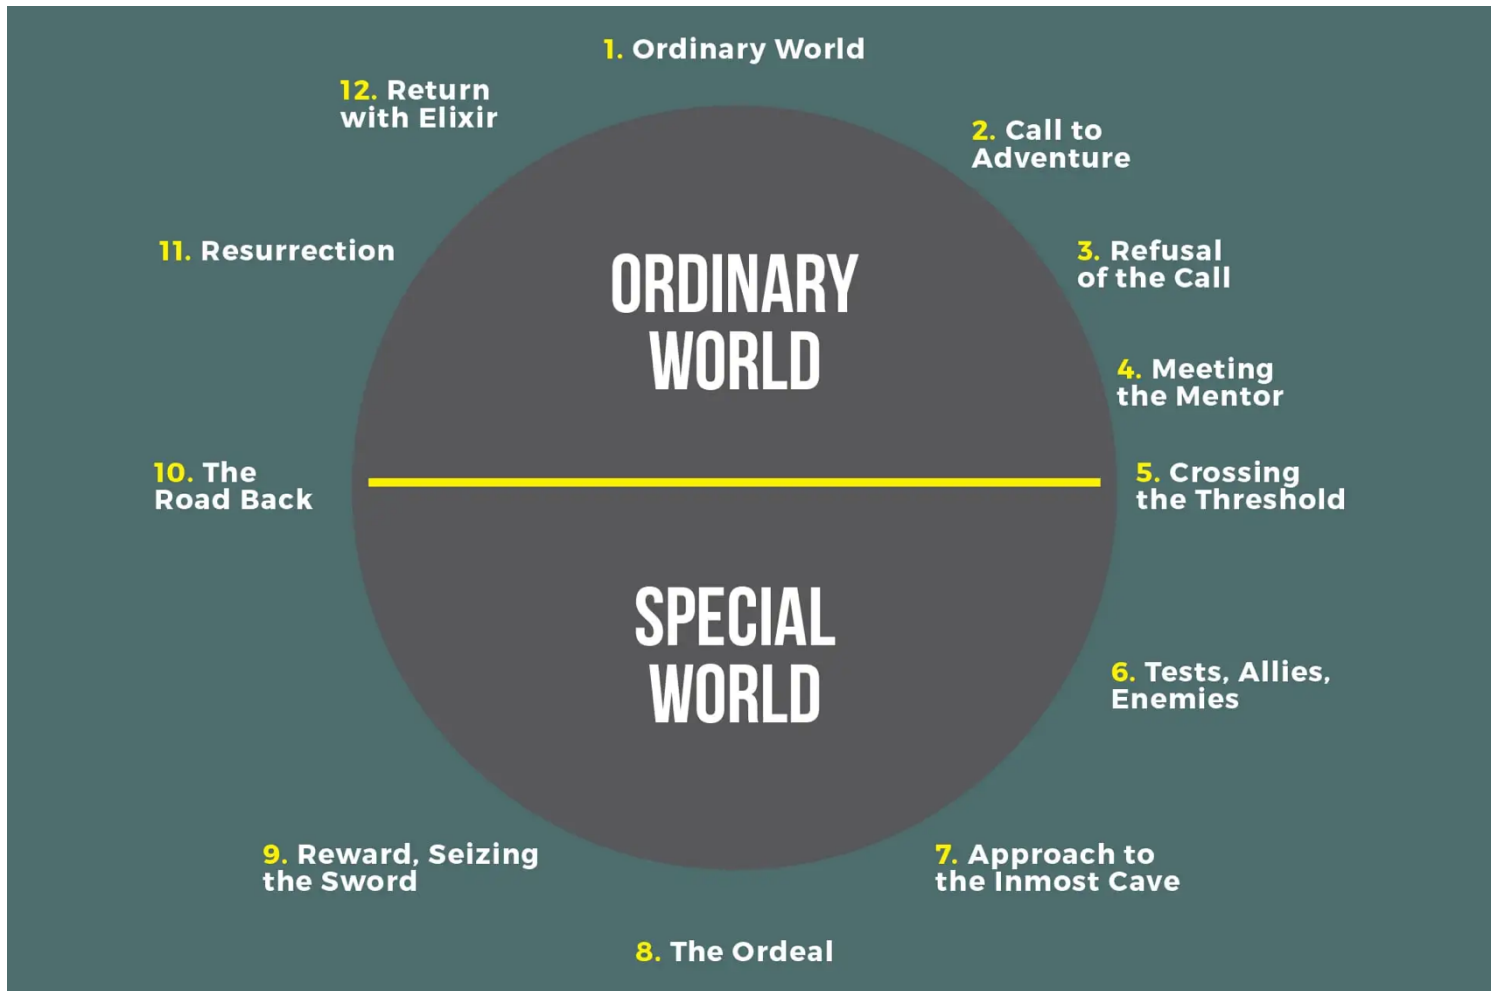 1. Ordinary World
2. Call to
Adventure
3. Refusal
of the Call
4. Meeting
the Mentor
5. Crossing
the Threshold
6. Tests, Allies,
Enemies
7. Approach to
the Inmost Cave
8. The Ordeal
9. Reward, Seizing
the Sword
10. The
Road Back
11. Resurrection
12. Return
with Elixir
ORDINARY
WORLD
SPECIAL
WORLD